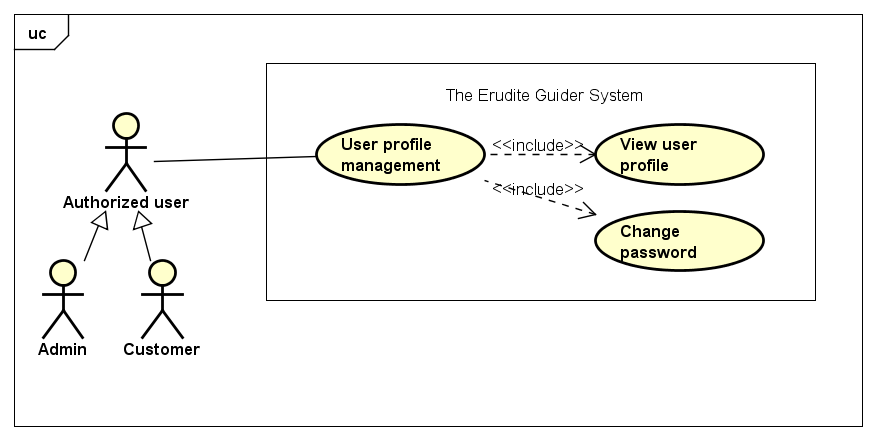 uc
The Erudite Guider System
User profile
management
<<include>>
View user
profile
<<include>>
Authorized user
Change
password
Admin
Customer